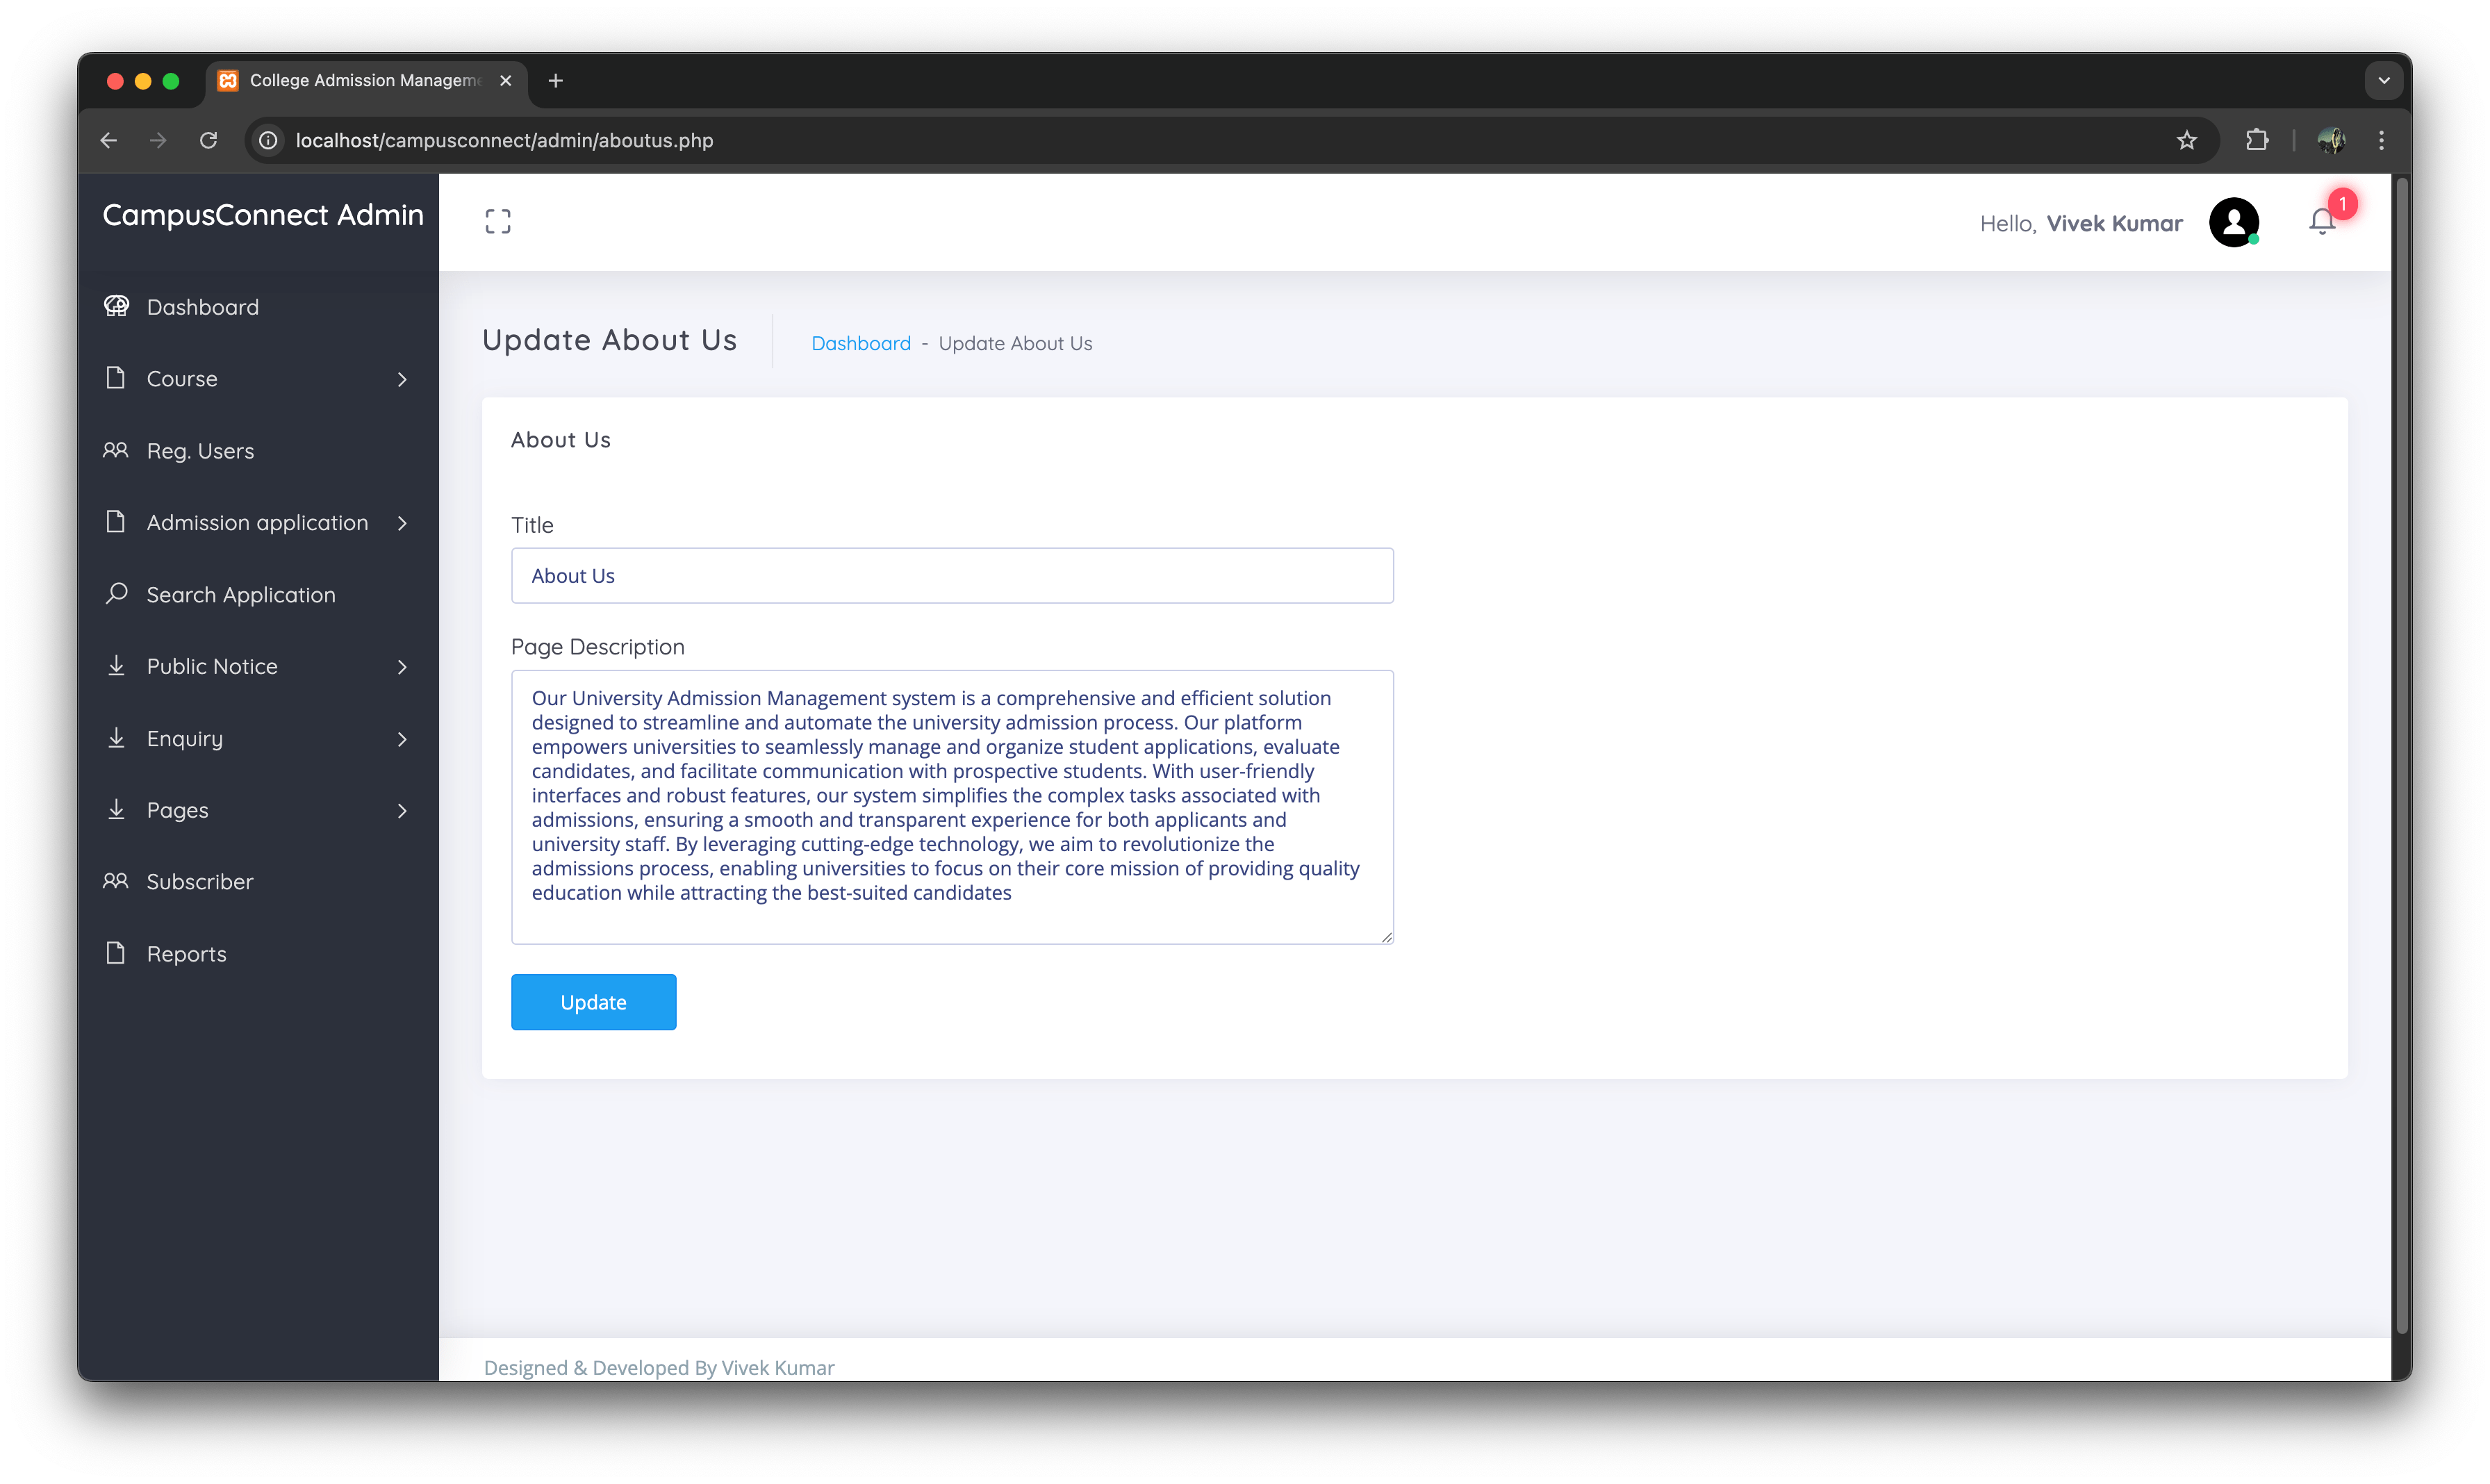 College Admission Managem
localhost/campusconnect/admin/aboutus.php
CampusConnect Admin
Hello, Vivek Kumar
1
Dashboard
Course
Reg. Users
Admission application
Search Application
Public Notice
Enquiry
Pages
Subscriber
Reports
Update About Us
Dashboard - Update About Us
About Us
Title
About Us
Page Description
Our University Admission Management system is a comprehensive and efficient solution
designed to streamline and automate the university admission process. Our platform
empowers universities to seamlessly manage and organize student applications, evaluate
candidates, and facilitate communication with prospective students. With user-friendly
interfaces and robust features, our system simplifies the complex tasks associated with
admissions, ensuring a smooth and transparent experience for both applicants and
university staff. By leveraging cutting-edge technology, we aim to revolutionize the
admissions process, enabling universities to focus on their core mission of providing quality
education while attracting the best-suited candidates
Update
Designed & Developed By Vivek Kumar